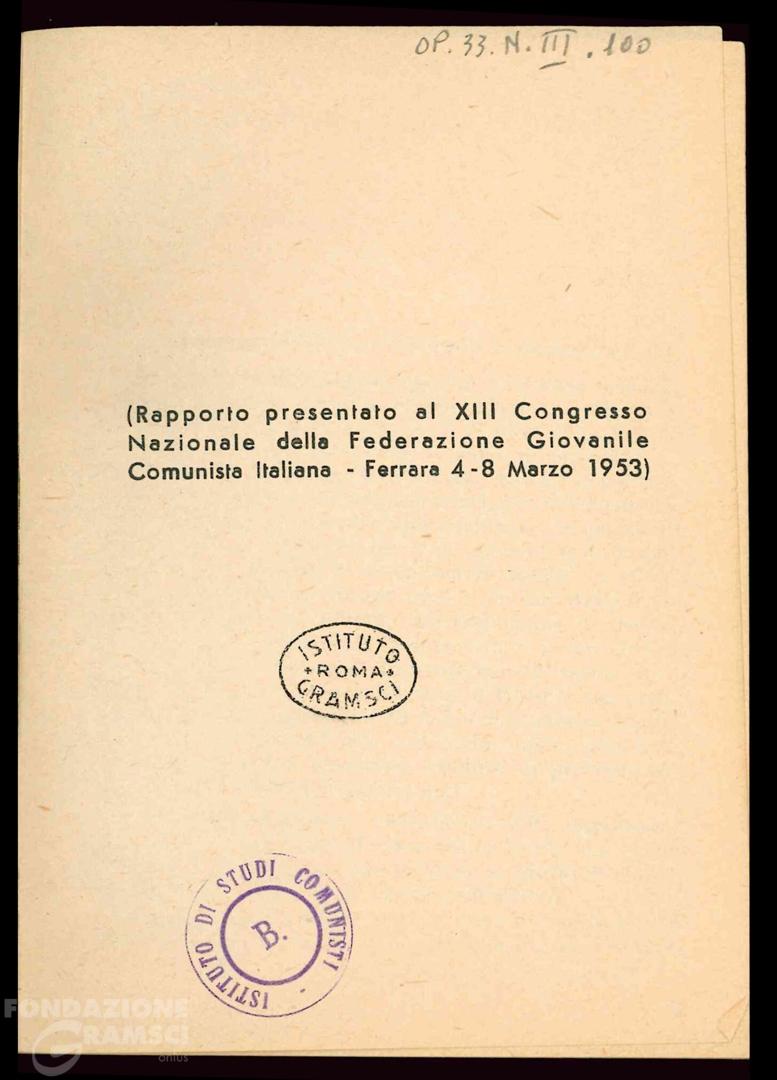 OP. 33. N. III. 100
(Rapporto presentato al XIII Congresso
Nazionale della Federazione Giovanile
Comunista Italiana - Ferrara 4-8 Marzo 1953)
ISTITUTO
ROMA
GRAMSCI
ISTITUTO DI STUDI COMUNISTI
B.
FONDAZIONE
GRAMSCI
onlus